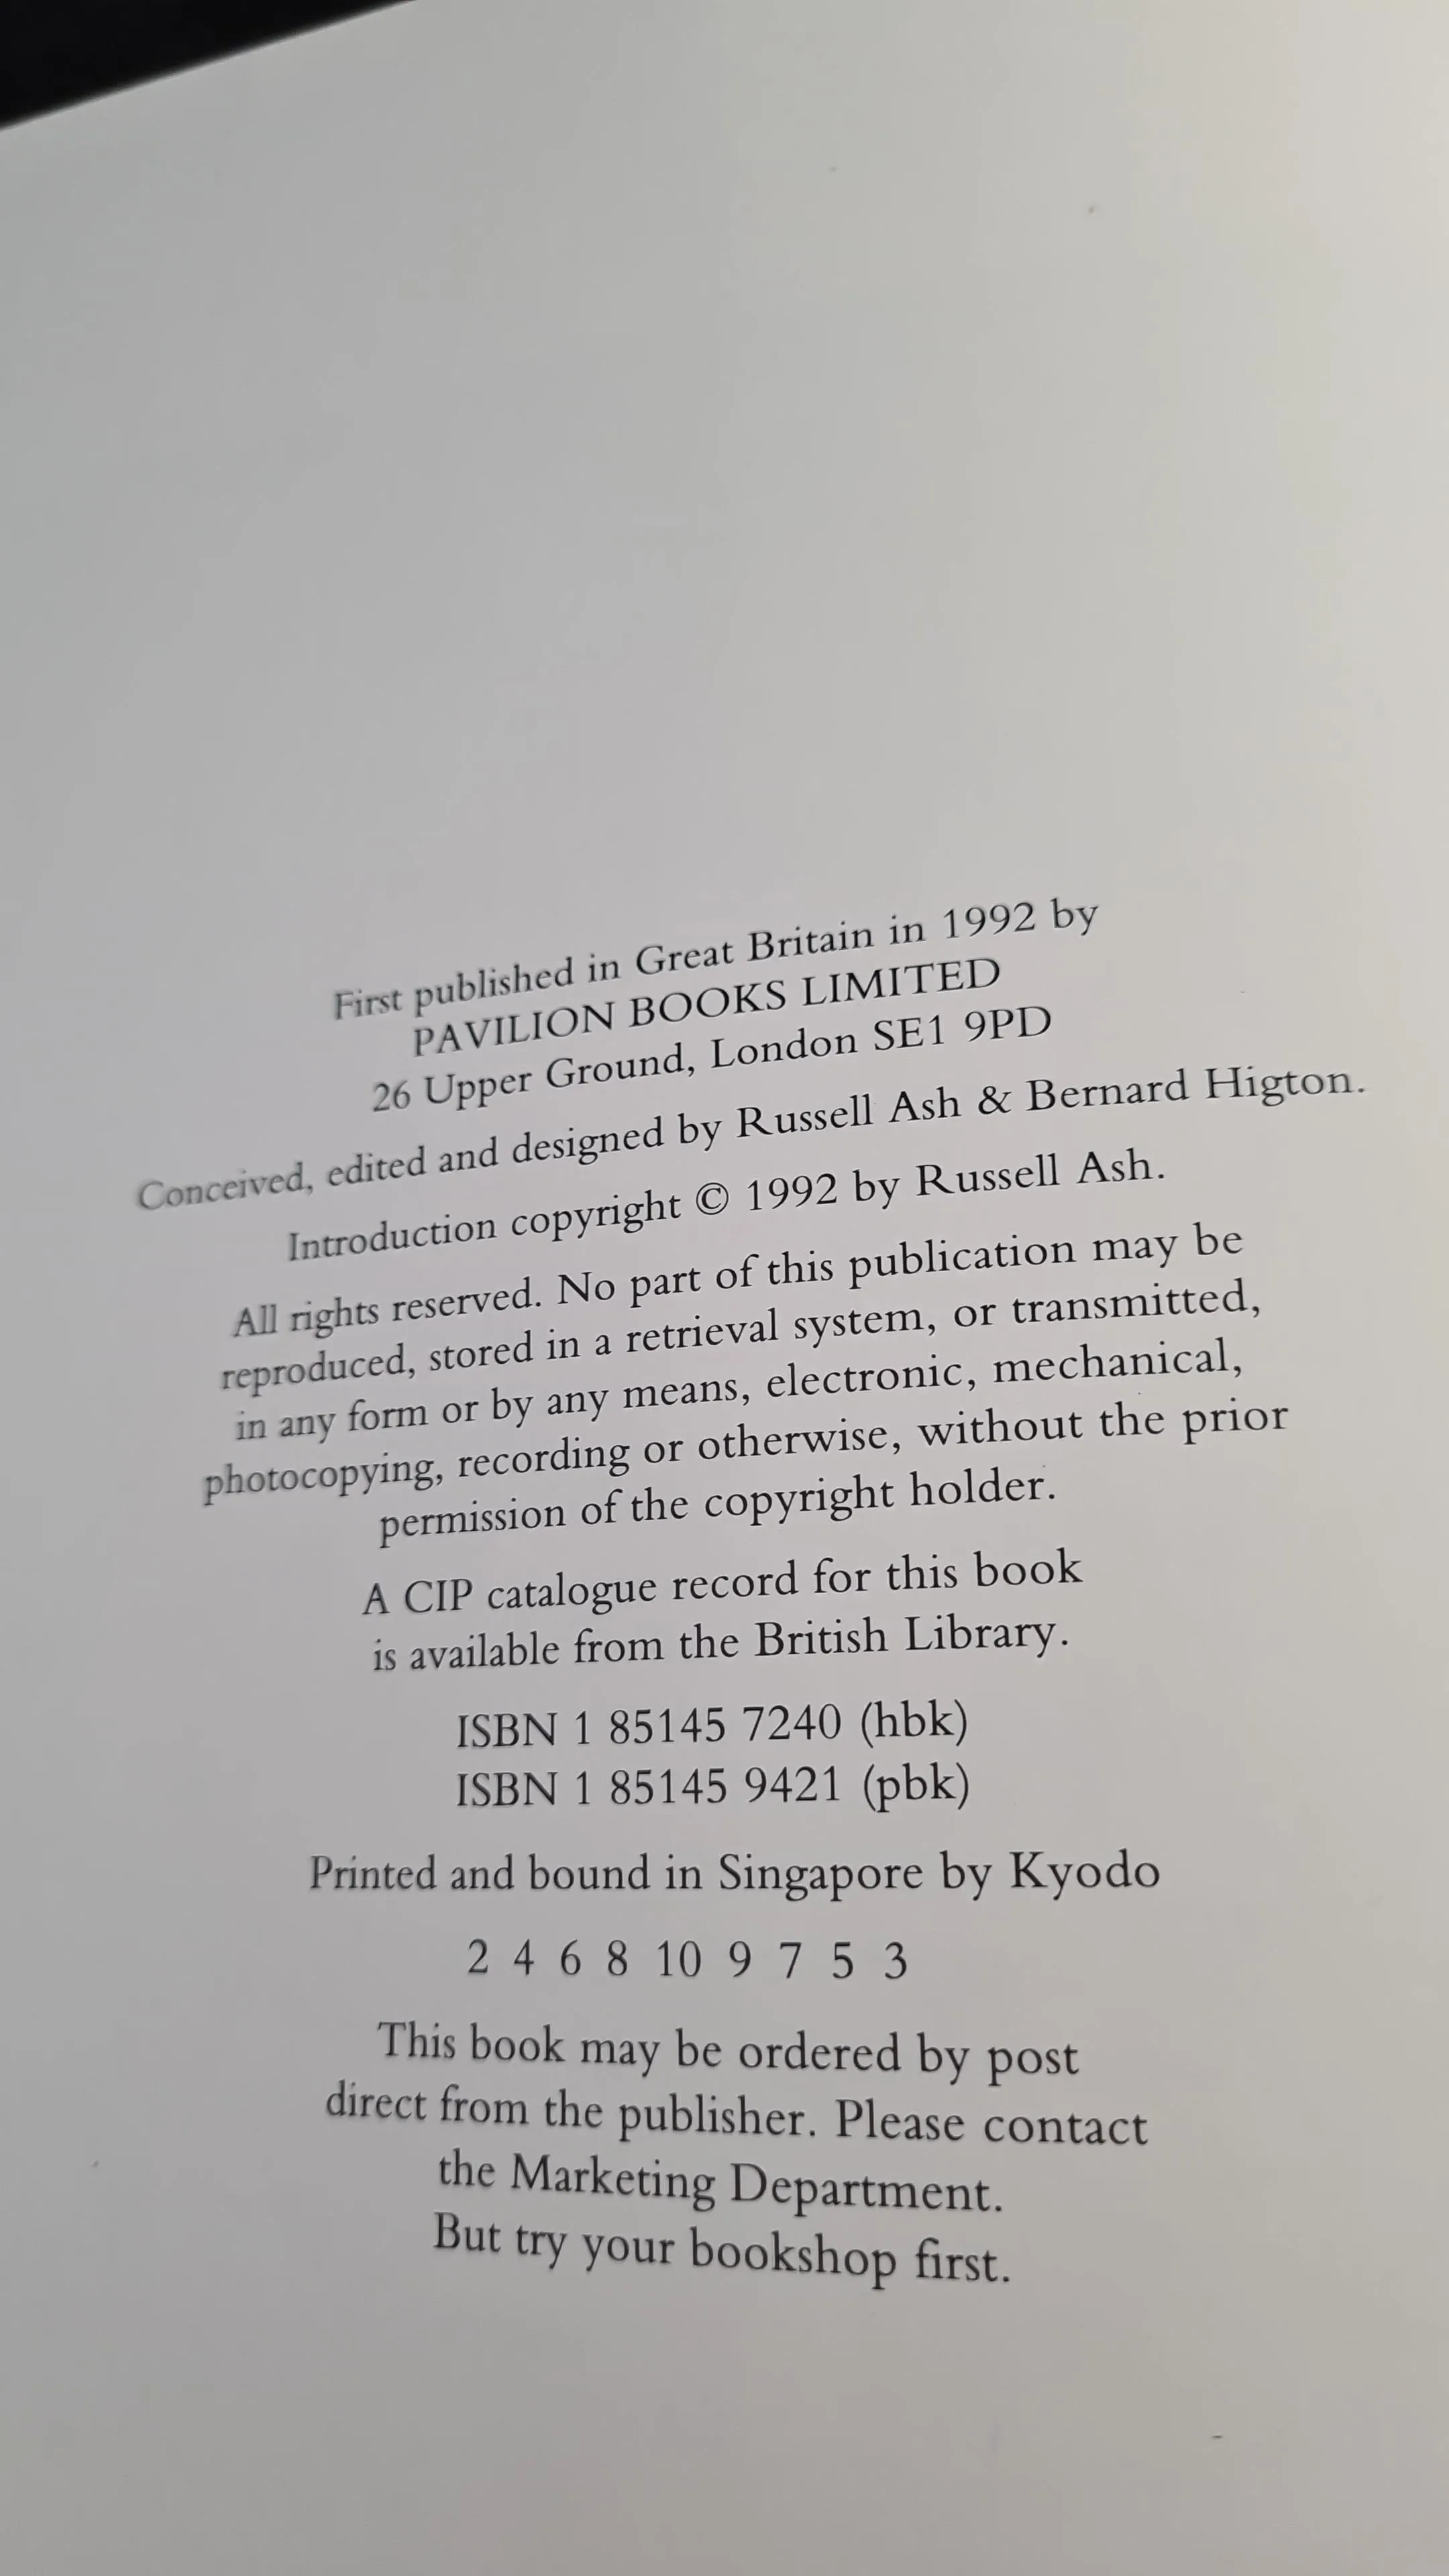 First published in Great Britain in 1992 by
PAVILION BOOKS LIMITED
26 Upper Ground, London SE1 9PD
Conceived, edited and designed by Russell Ash & Bernard Higton.
Introduction copyright © 1992 by Russell Ash.
All rights reserved. No part of this publication may be
reproduced, stored in a retrieval system, or transmitted,
in any form or by any means, electronic, mechanical,
photocopying, recording or otherwise, without the prior
permission of the copyright holder.
A CIP catalogue record for this book
is available from the British Library.
ISBN 1 85145 7240 (hbk)
ISBN 1 85145 9421 (pbk)
Printed and bound in Singapore by Kyodo
2 4 6 8 10 9 7 5 3
This book may be ordered by post
direct from the publisher. Please contact
the Marketing Department.
But try your bookshop first.